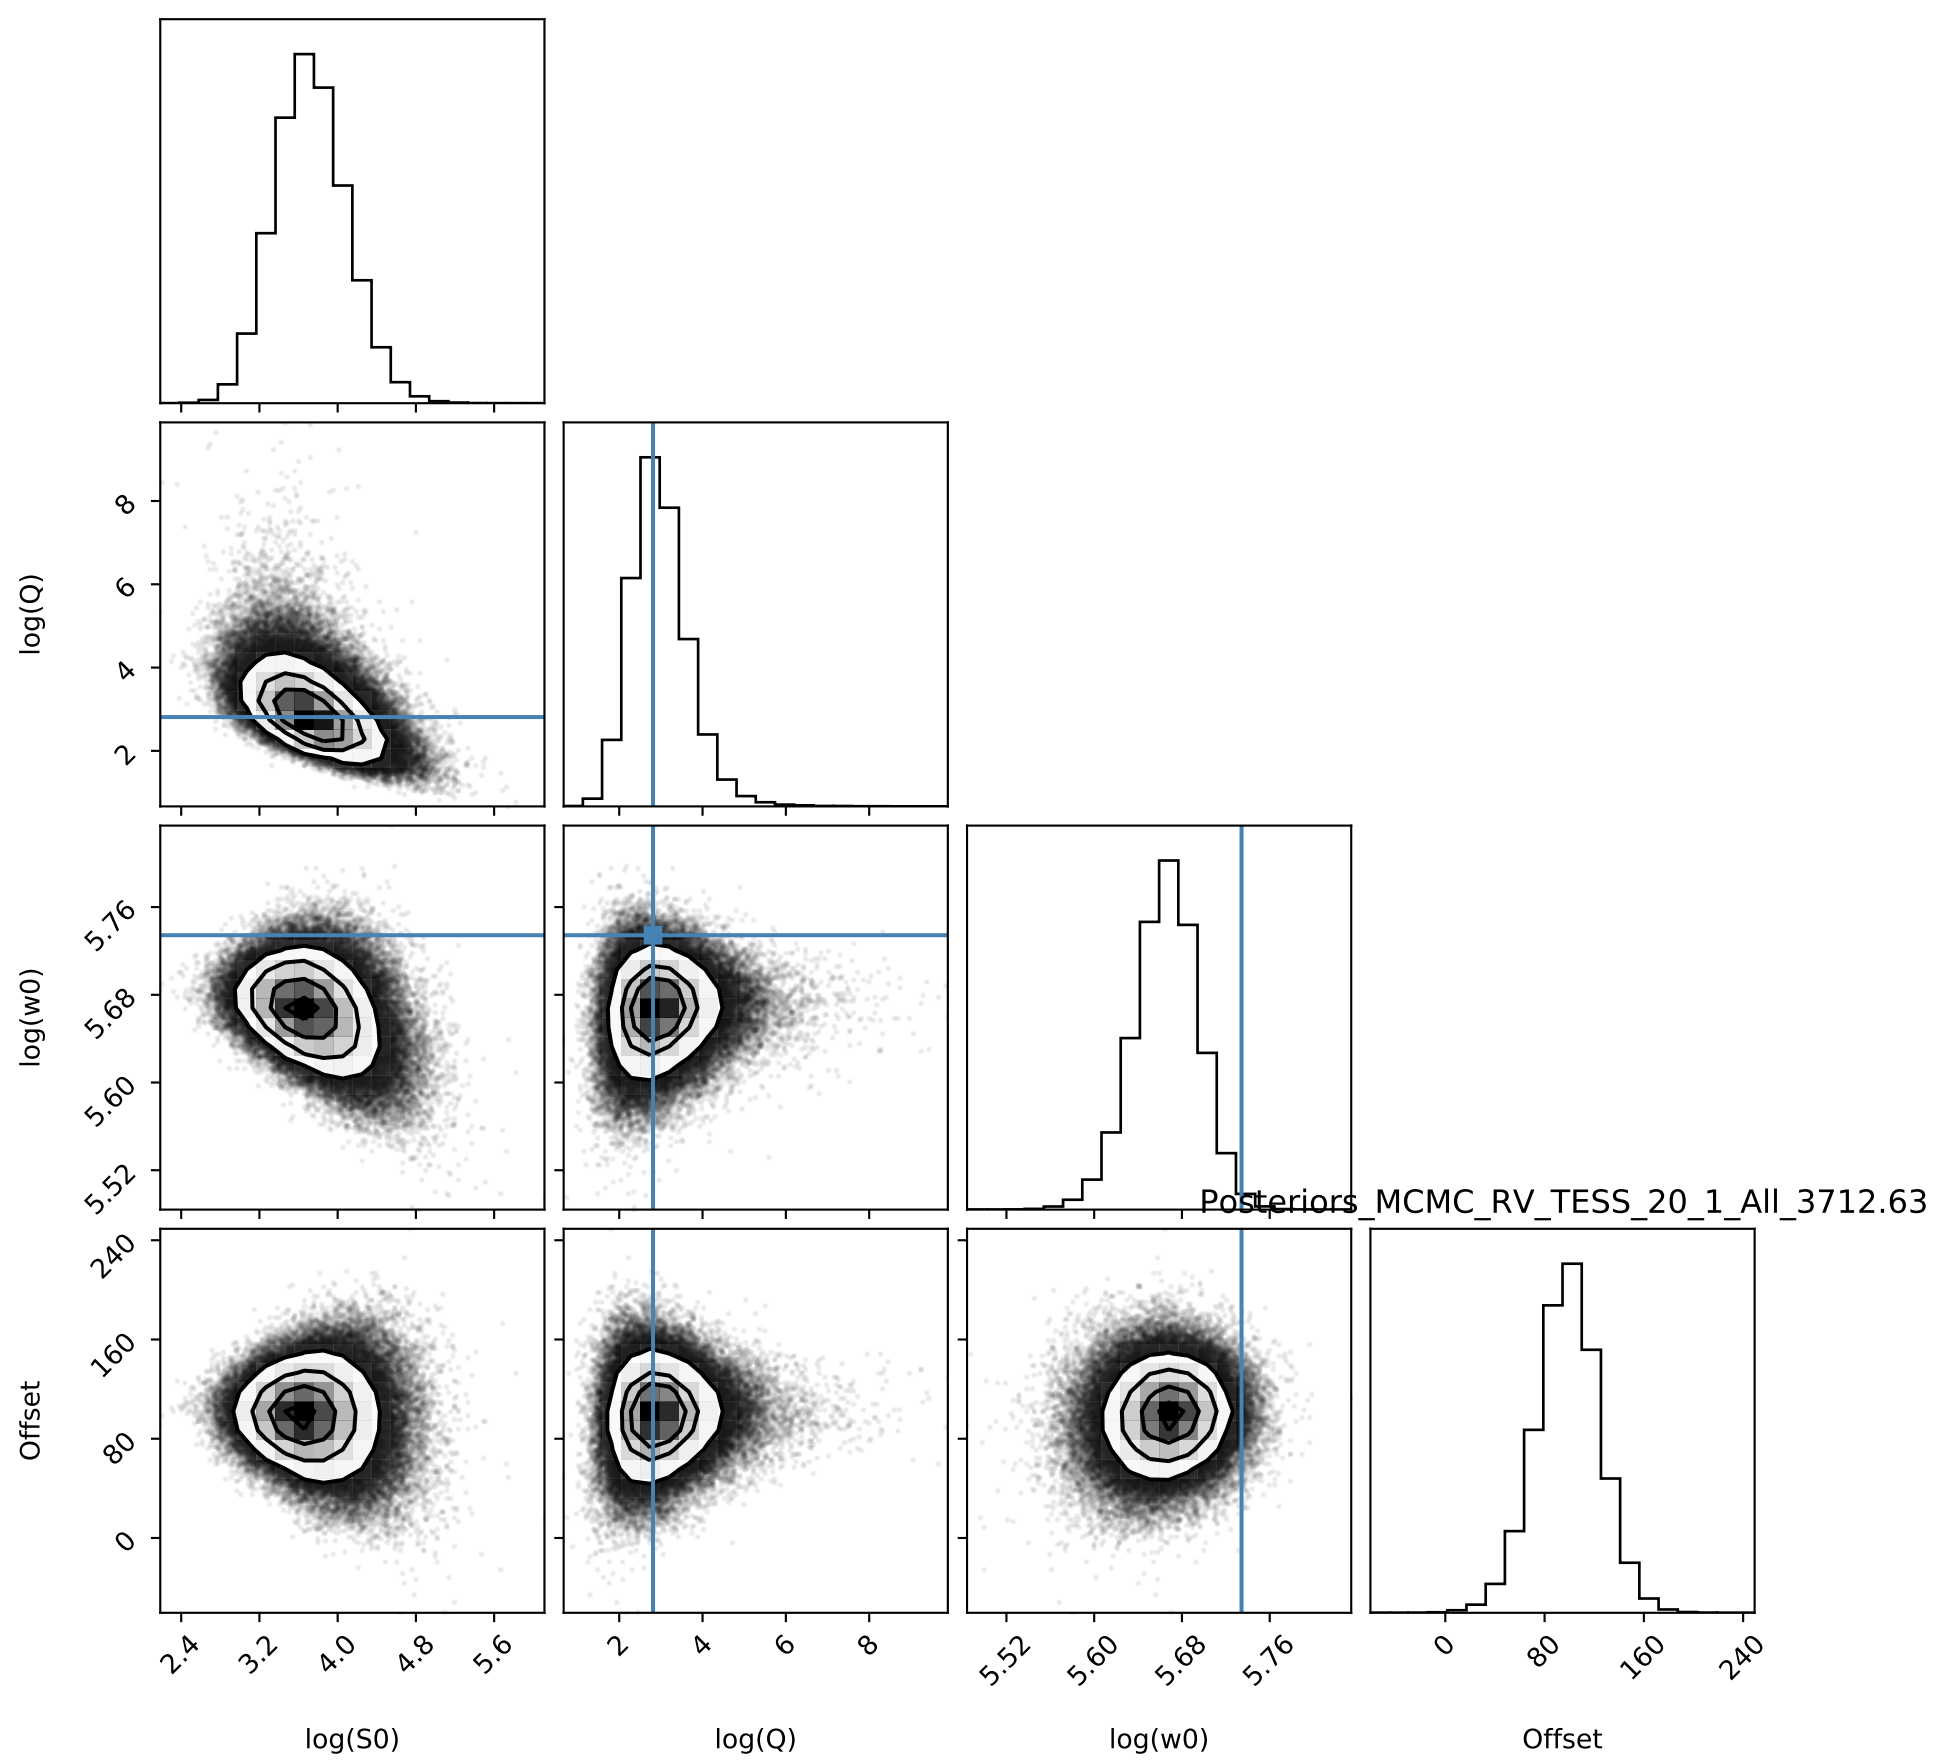 log(Q)
8
6
4
2
log(w0)
5.76
5.68
5.60
5.52
Posteriors_MCMC_RV_TESS_20_1_All_3712.63
Offset
240
160
80
0
2.4 3.2 4.0 4.8 5.6
2 4 6 8
5.52 5.60 5.68 5.76
0 80 160 240
log(S0)
log(Q)
log(w0)
Offset